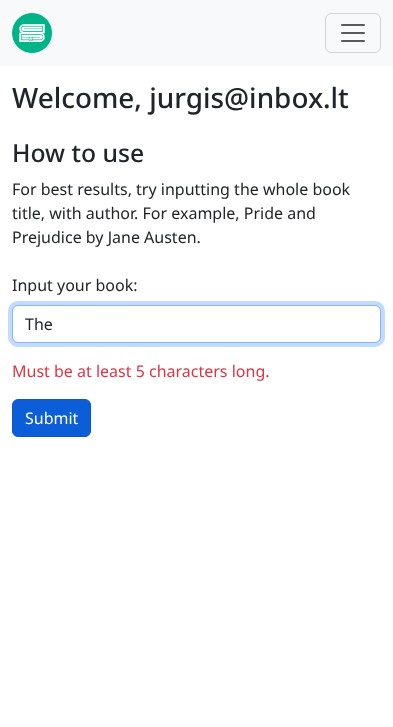 Welcome, jurgis@inbox.lt
How to use
For best results, try inputting the whole book
title, with author. For example, Pride and
Prejudice by Jane Austen.
Input your book:
The
Must be at least 5 characters long.
Submit